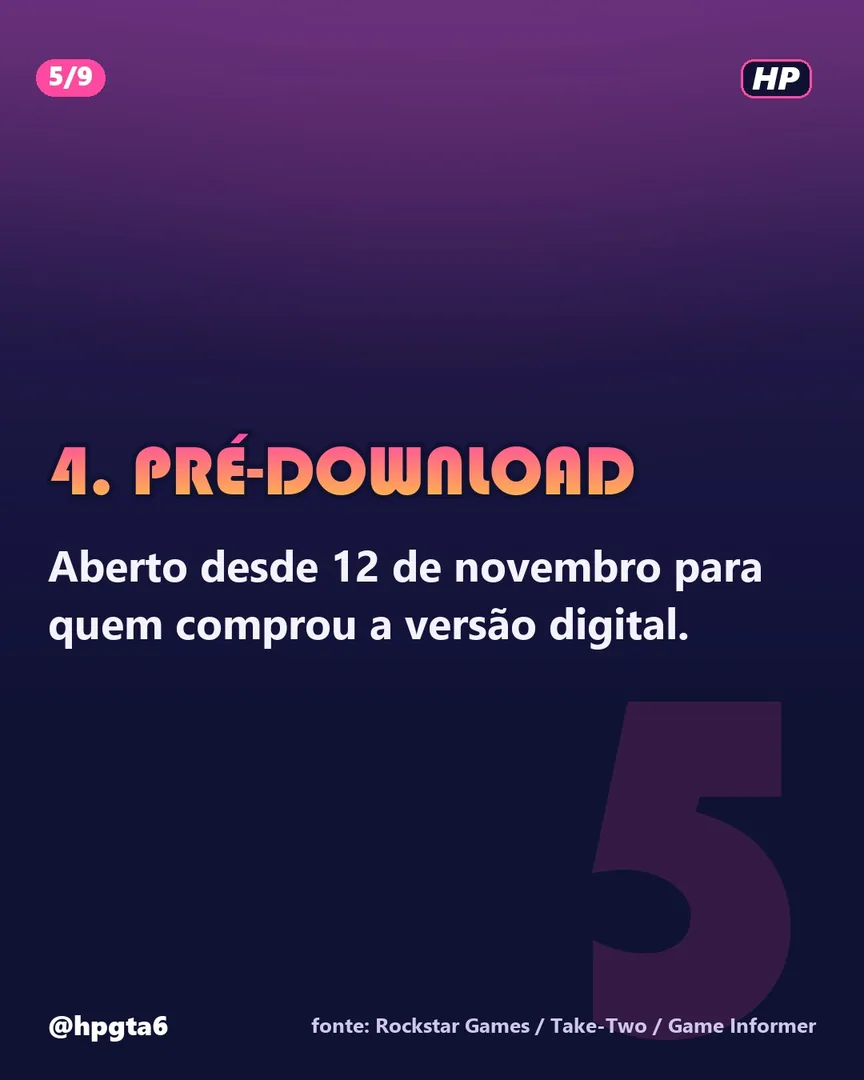 5/9
HP
4. PRÉ-DOWNLOAD
Aberto desde 12 de novembro para
quem comprou a versão digital.
5
@hpgta6
fonte: Rockstar Games / Take-Two / Game Informer